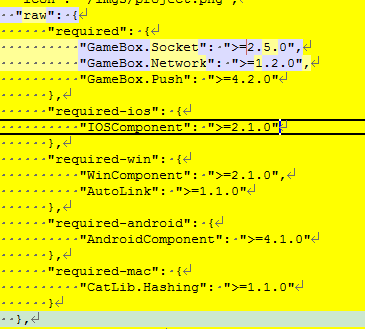 "icon": "/imgs/project.png",
"raw": {
"required": {
"GameBox.Socket": ">=2.5.0",
"GameBox.Network": ">=1.2.0",
"GameBox.Push": ">=4.2.0"
},
"required-ios": {
"IOSComponent": ">=2.1.0"
},
"required-win": {
"WinComponent": ">=2.1.0",
"AutoLink": ">=1.1.0"
},
"required-android": {
"AndroidComponent": ">=4.1.0"
},
"required-mac": {
"CatLib.Hashing": ">=1.1.0"
}
},